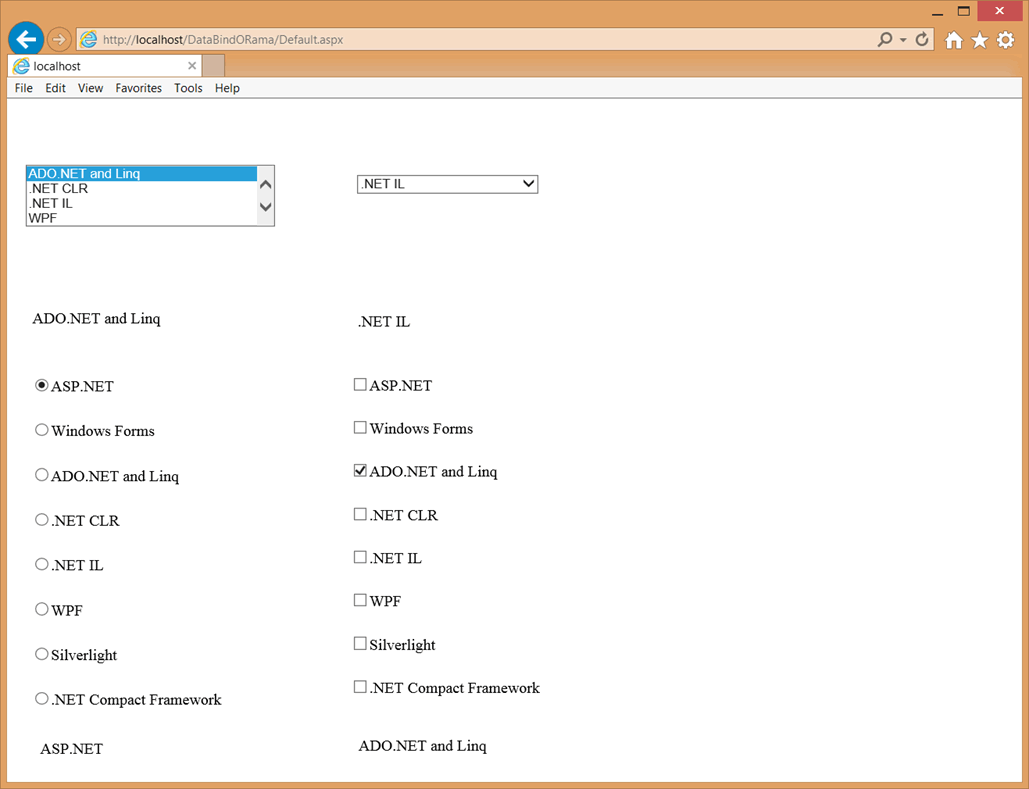 http://localhost/DataBindORama/Default.aspx
localhost
File Edit View Favorites Tools Help
ADO.NET and Linq
.NET CLR
.NET IL
WPF
.NET IL
ADO.NET and Linq
.NET IL
ASP.NET
ASP.NET
Windows Forms
Windows Forms
ADO.NET and Linq
ADO.NET and Linq
.NET CLR
.NET CLR
.NET IL
.NET IL
WPF
WPF
Silverlight
Silverlight
.NET Compact Framework
.NET Compact Framework
ASP.NET
ADO.NET and Linq